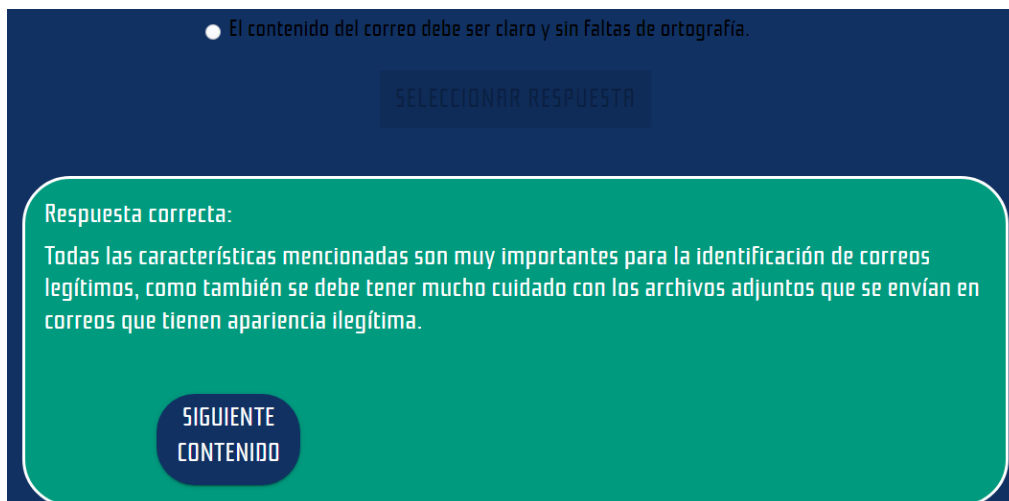 El contenido del correo debe ser claro y sin faltas de ortografía.
SELECCIONAR RESPUESTA
Respuesta correcta:
Todas las características mencionadas son muy importantes para la identificación de correos
legítimos, como también se debe tener mucho cuidado con los archivos adjuntos que se envían en
correos que tienen apariencia ilegítima.
SIGUIENTE
CONTENIDO